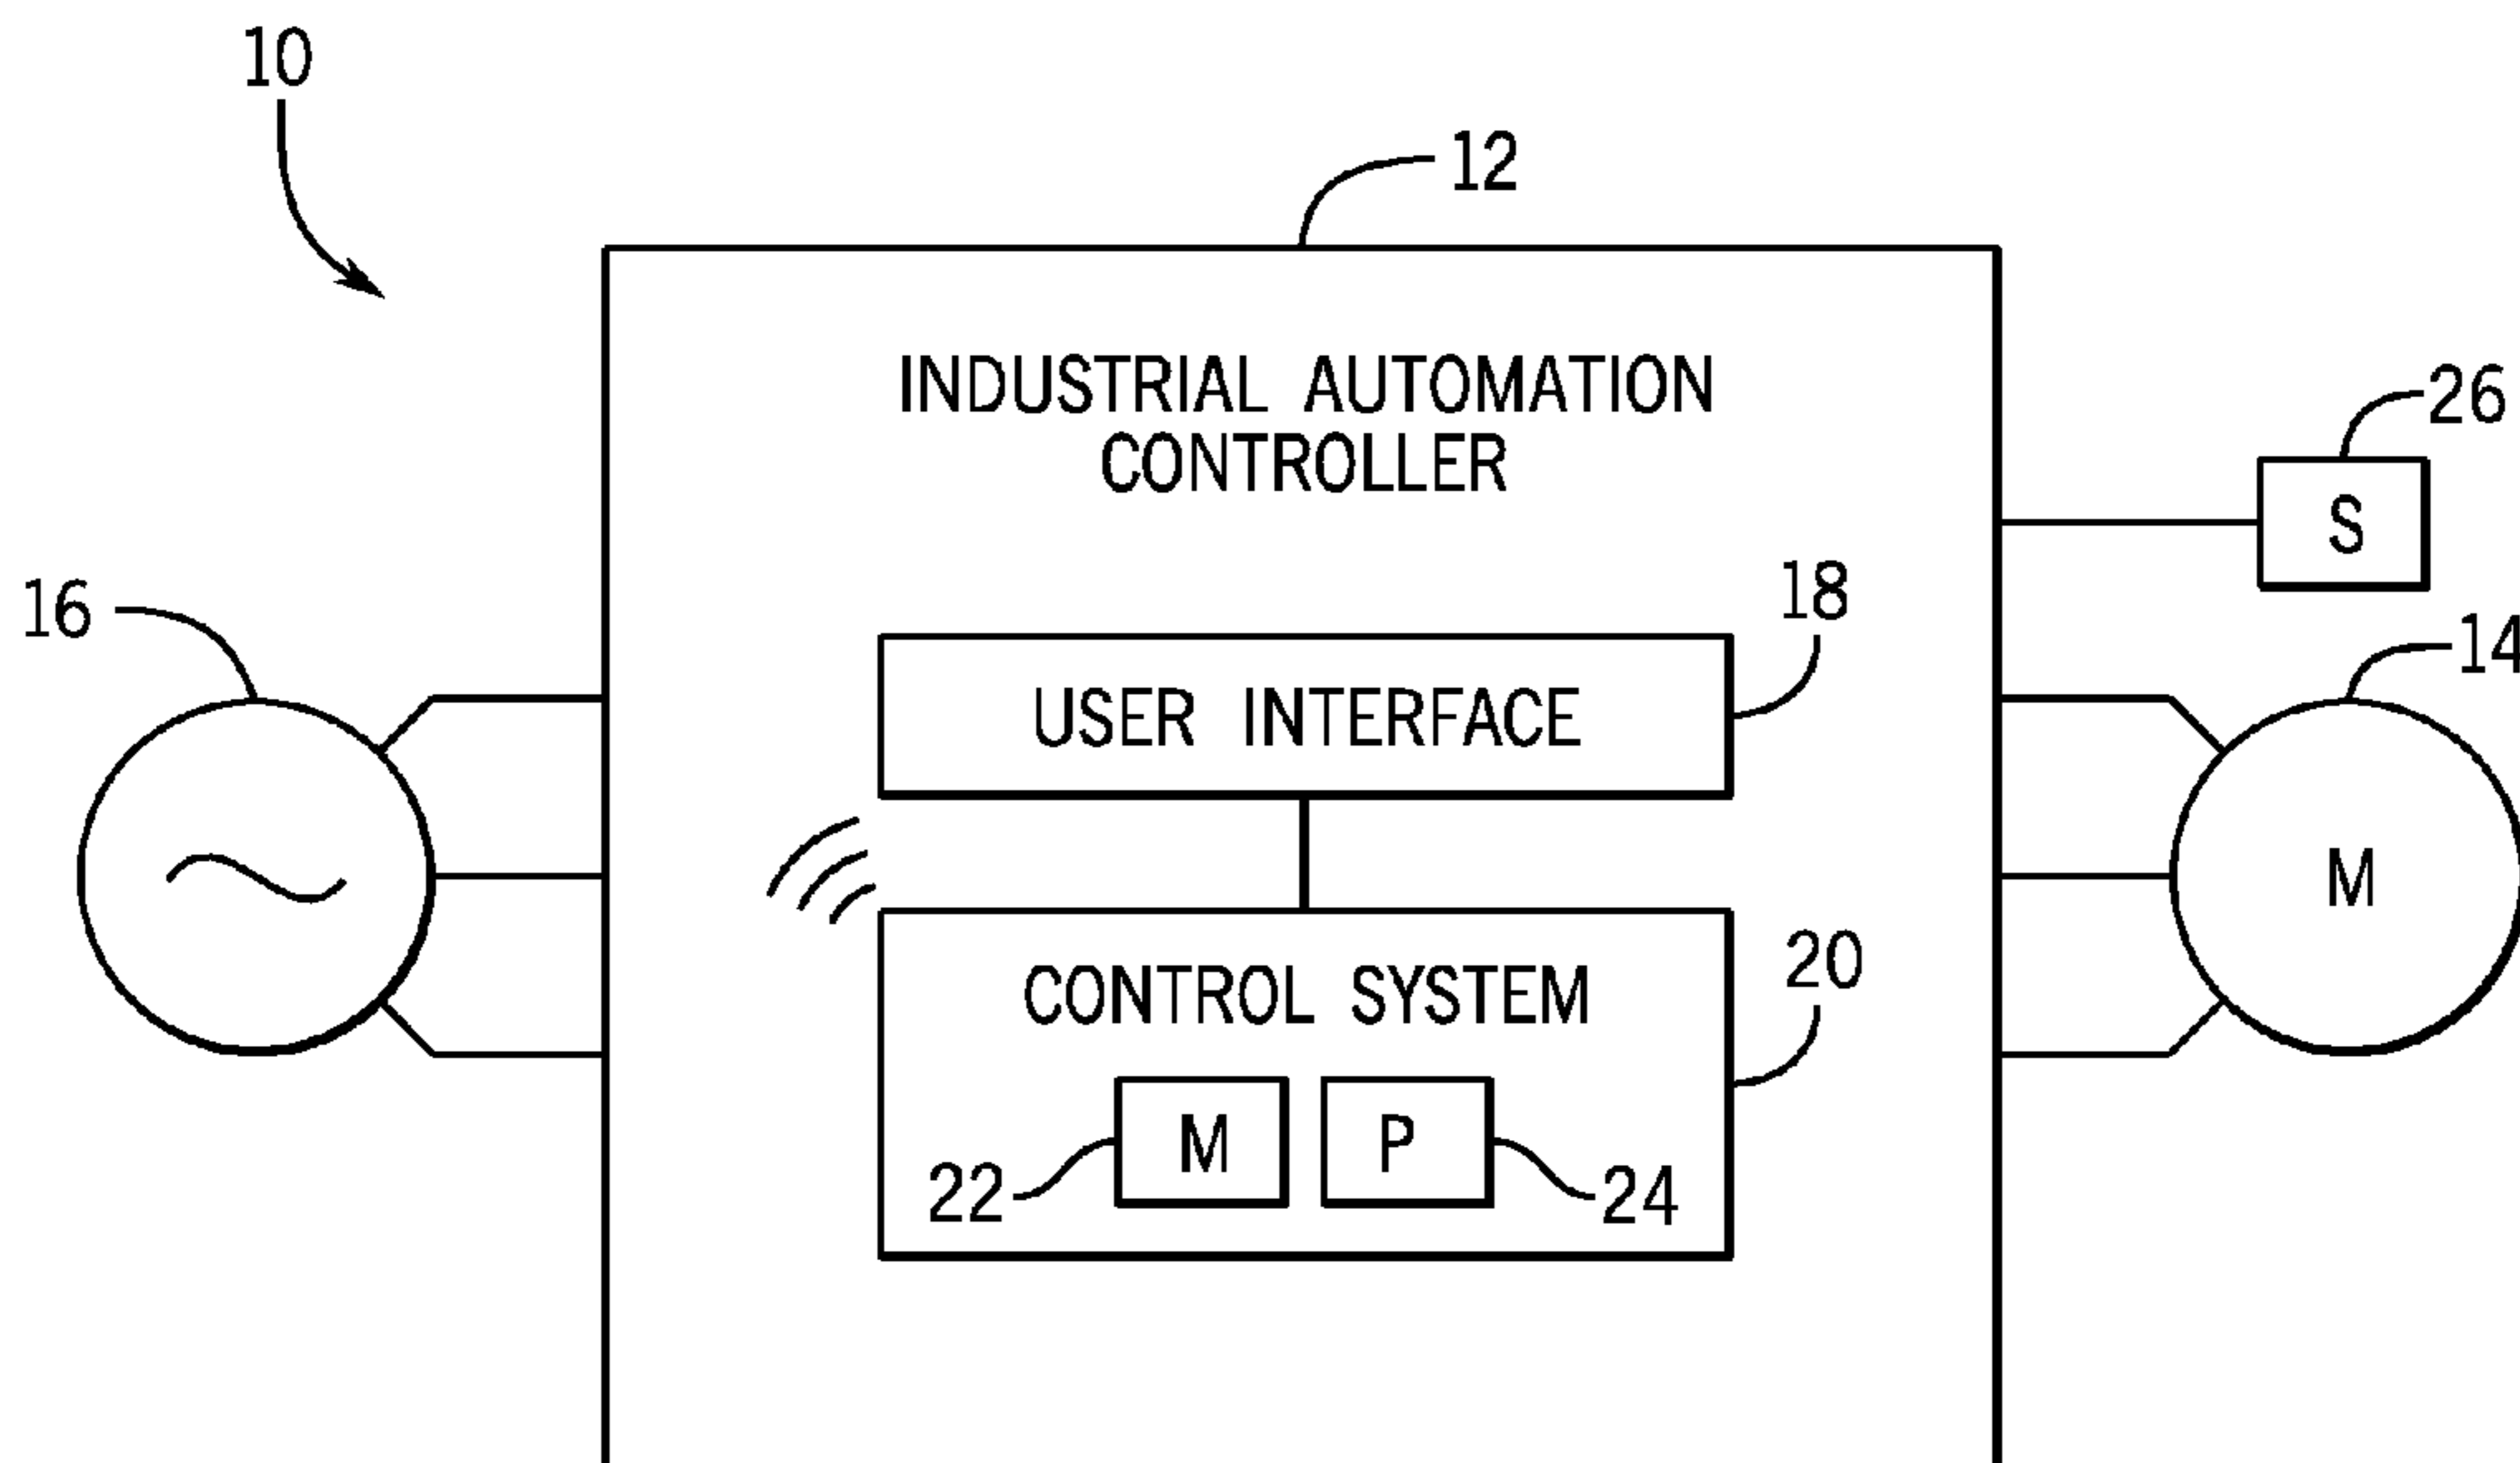 10
12
INDUSTRIAL AUTOMATION
CONTROLLER
26
S
16
18
14
USER INTERFACE
M
20
CONTROL SYSTEM
M
P
22
24